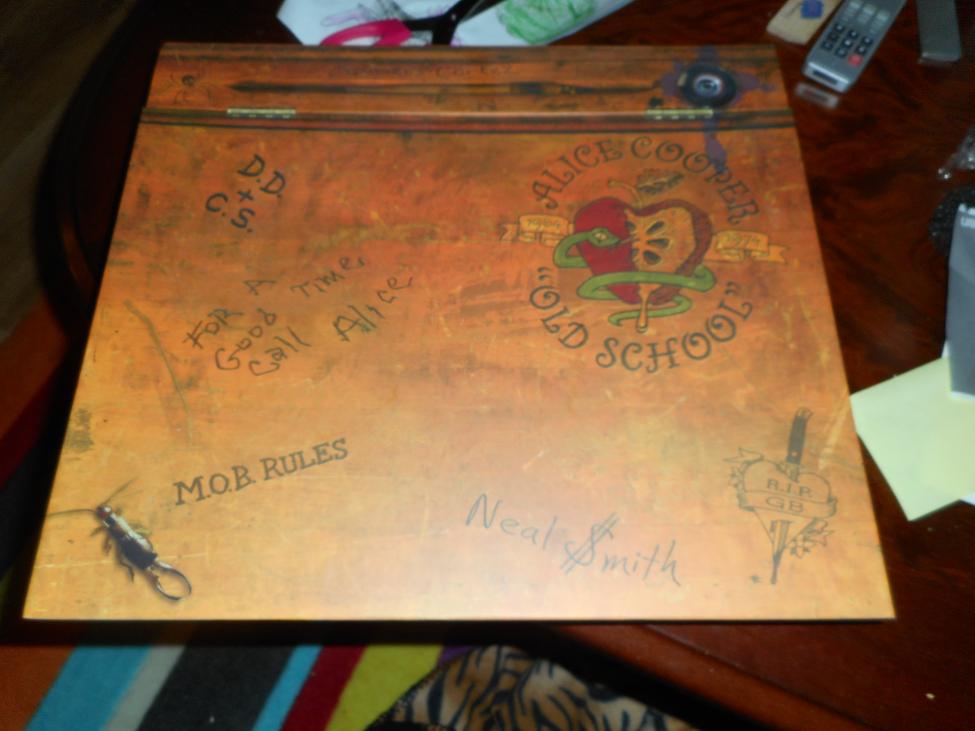 D.D.
+S.
C.
ALICE COOPER
"OLD SCHOOL"
FOR A
Good Time,
Call Alice
M.O.B. RULES
Neal $mith
R.I.P.
GB